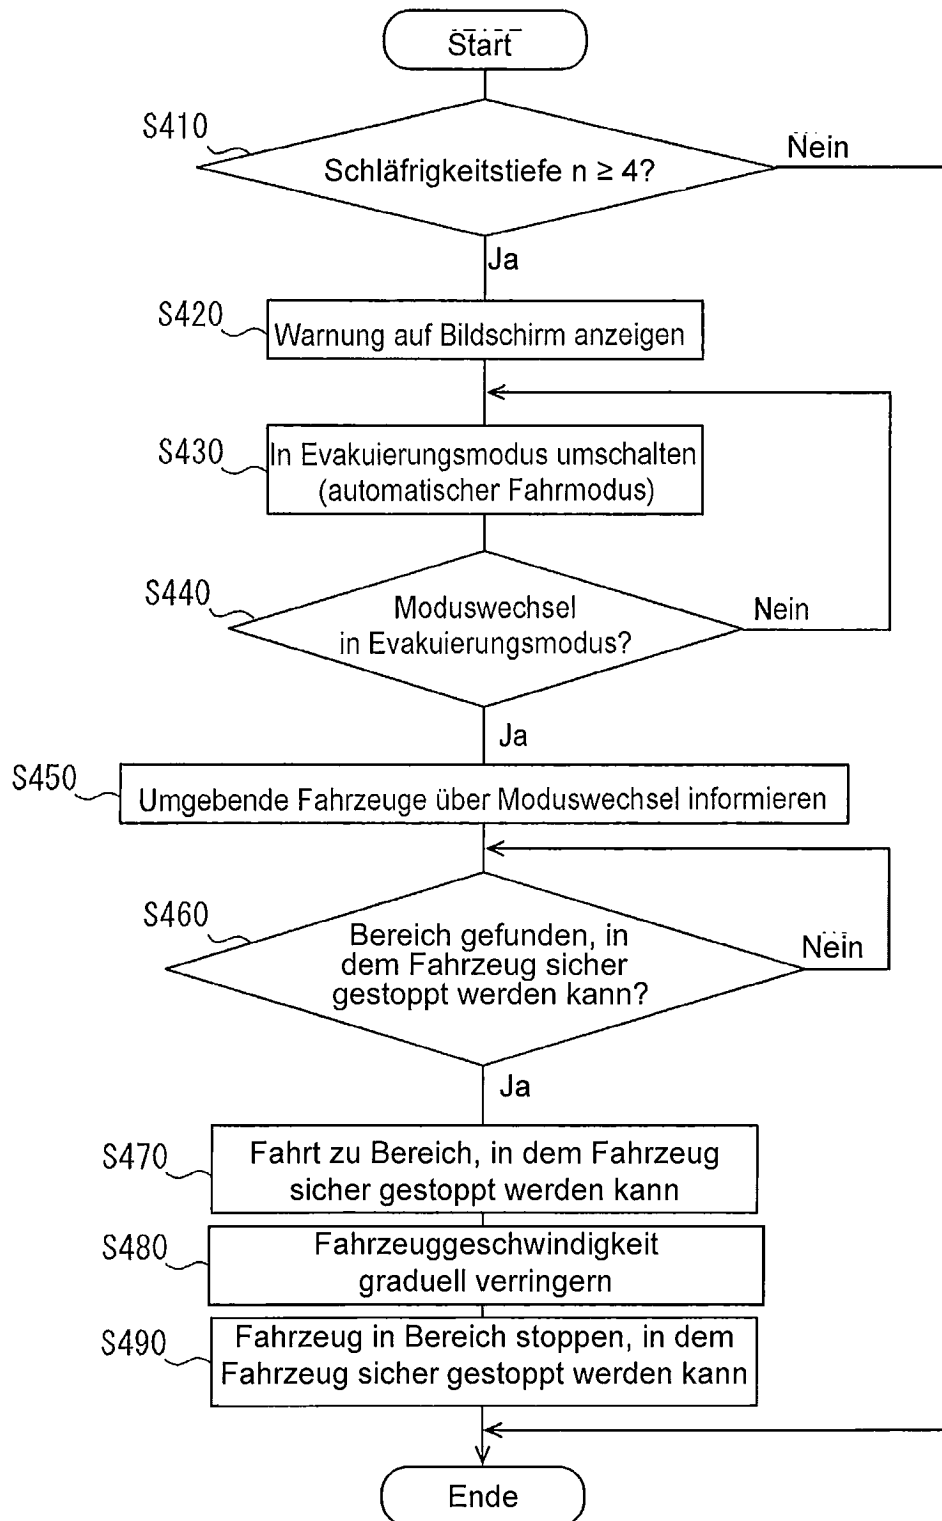 Start
S410
Schläfrigkeitstiefe n ≥ 4?
Nein
Ja
S420
Warnung auf Bildschirm anzeigen
S430
In Evakuierungsmodus umschalten
(automatischer Fahrmodus)
S440
Moduswechsel
in Evakuierungsmodus?
Nein
Ja
S450
Umgebende Fahrzeuge über Moduswechsel informieren
S460
Bereich gefunden, in
dem Fahrzeug sicher
gestoppt werden kann?
Nein
Ja
S470
Fahrt zu Bereich, in dem Fahrzeug
sicher gestoppt werden kann
S480
Fahrzeuggeschwindigkeit
graduell verringern
S490
Fahrzeug in Bereich stoppen, in dem
Fahrzeug sicher gestoppt werden kann
Ende